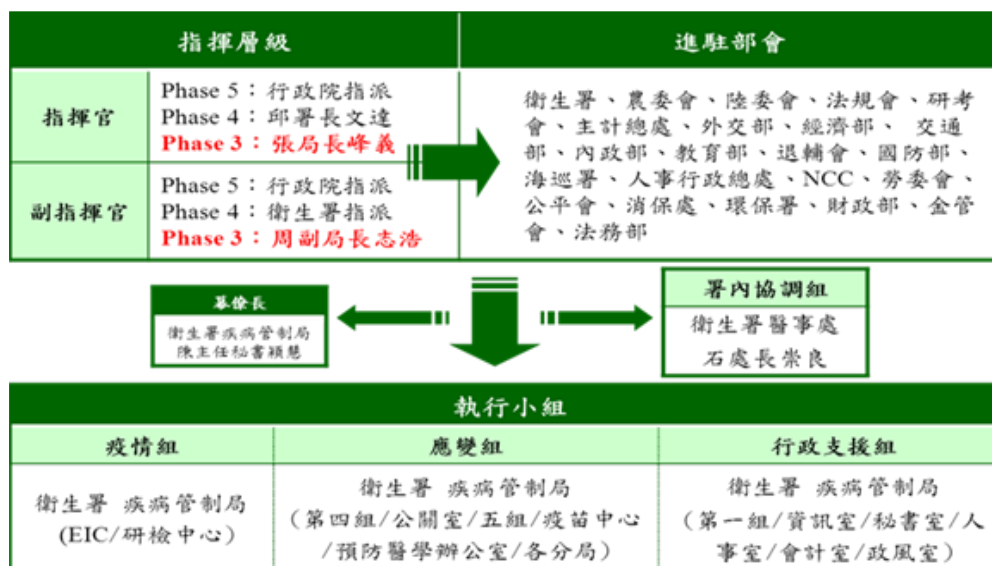 指揮層級
進駐部會
指揮官
Phase 5：行政院指派
Phase 4：邱署長文達
Phase 3：張局長峰義
副指揮官
Phase 5：行政院指派
Phase 4：衛生署指派
Phase 3：周副局長志浩
衛生署、農委會、陸委會、法規會、研考
會、主計總處、外交部、經濟部、 交通
部、內政部、教育部、退輔會、國防部、
海巡署、人事行政總處、NCC、勞委會、
公平會、消保處、環保署、財政部、金管
會、法務部
幕僚長
衛生署疾病管制局
陳主任秘書穎慧
署內協調組
衛生署醫事處
石處長崇良
執行小組
疫情組
衛生署 疾病管制局
(EIC/研檢中心)
應變組
衛生署 疾病管制局
(第四組/公關室/五組/疫苗中心
/預防醫學辦公室/各分局)
行政支援組
衛生署 疾病管制局
(第一組/資訊室/秘書室/人
事室/會計室/政風室)